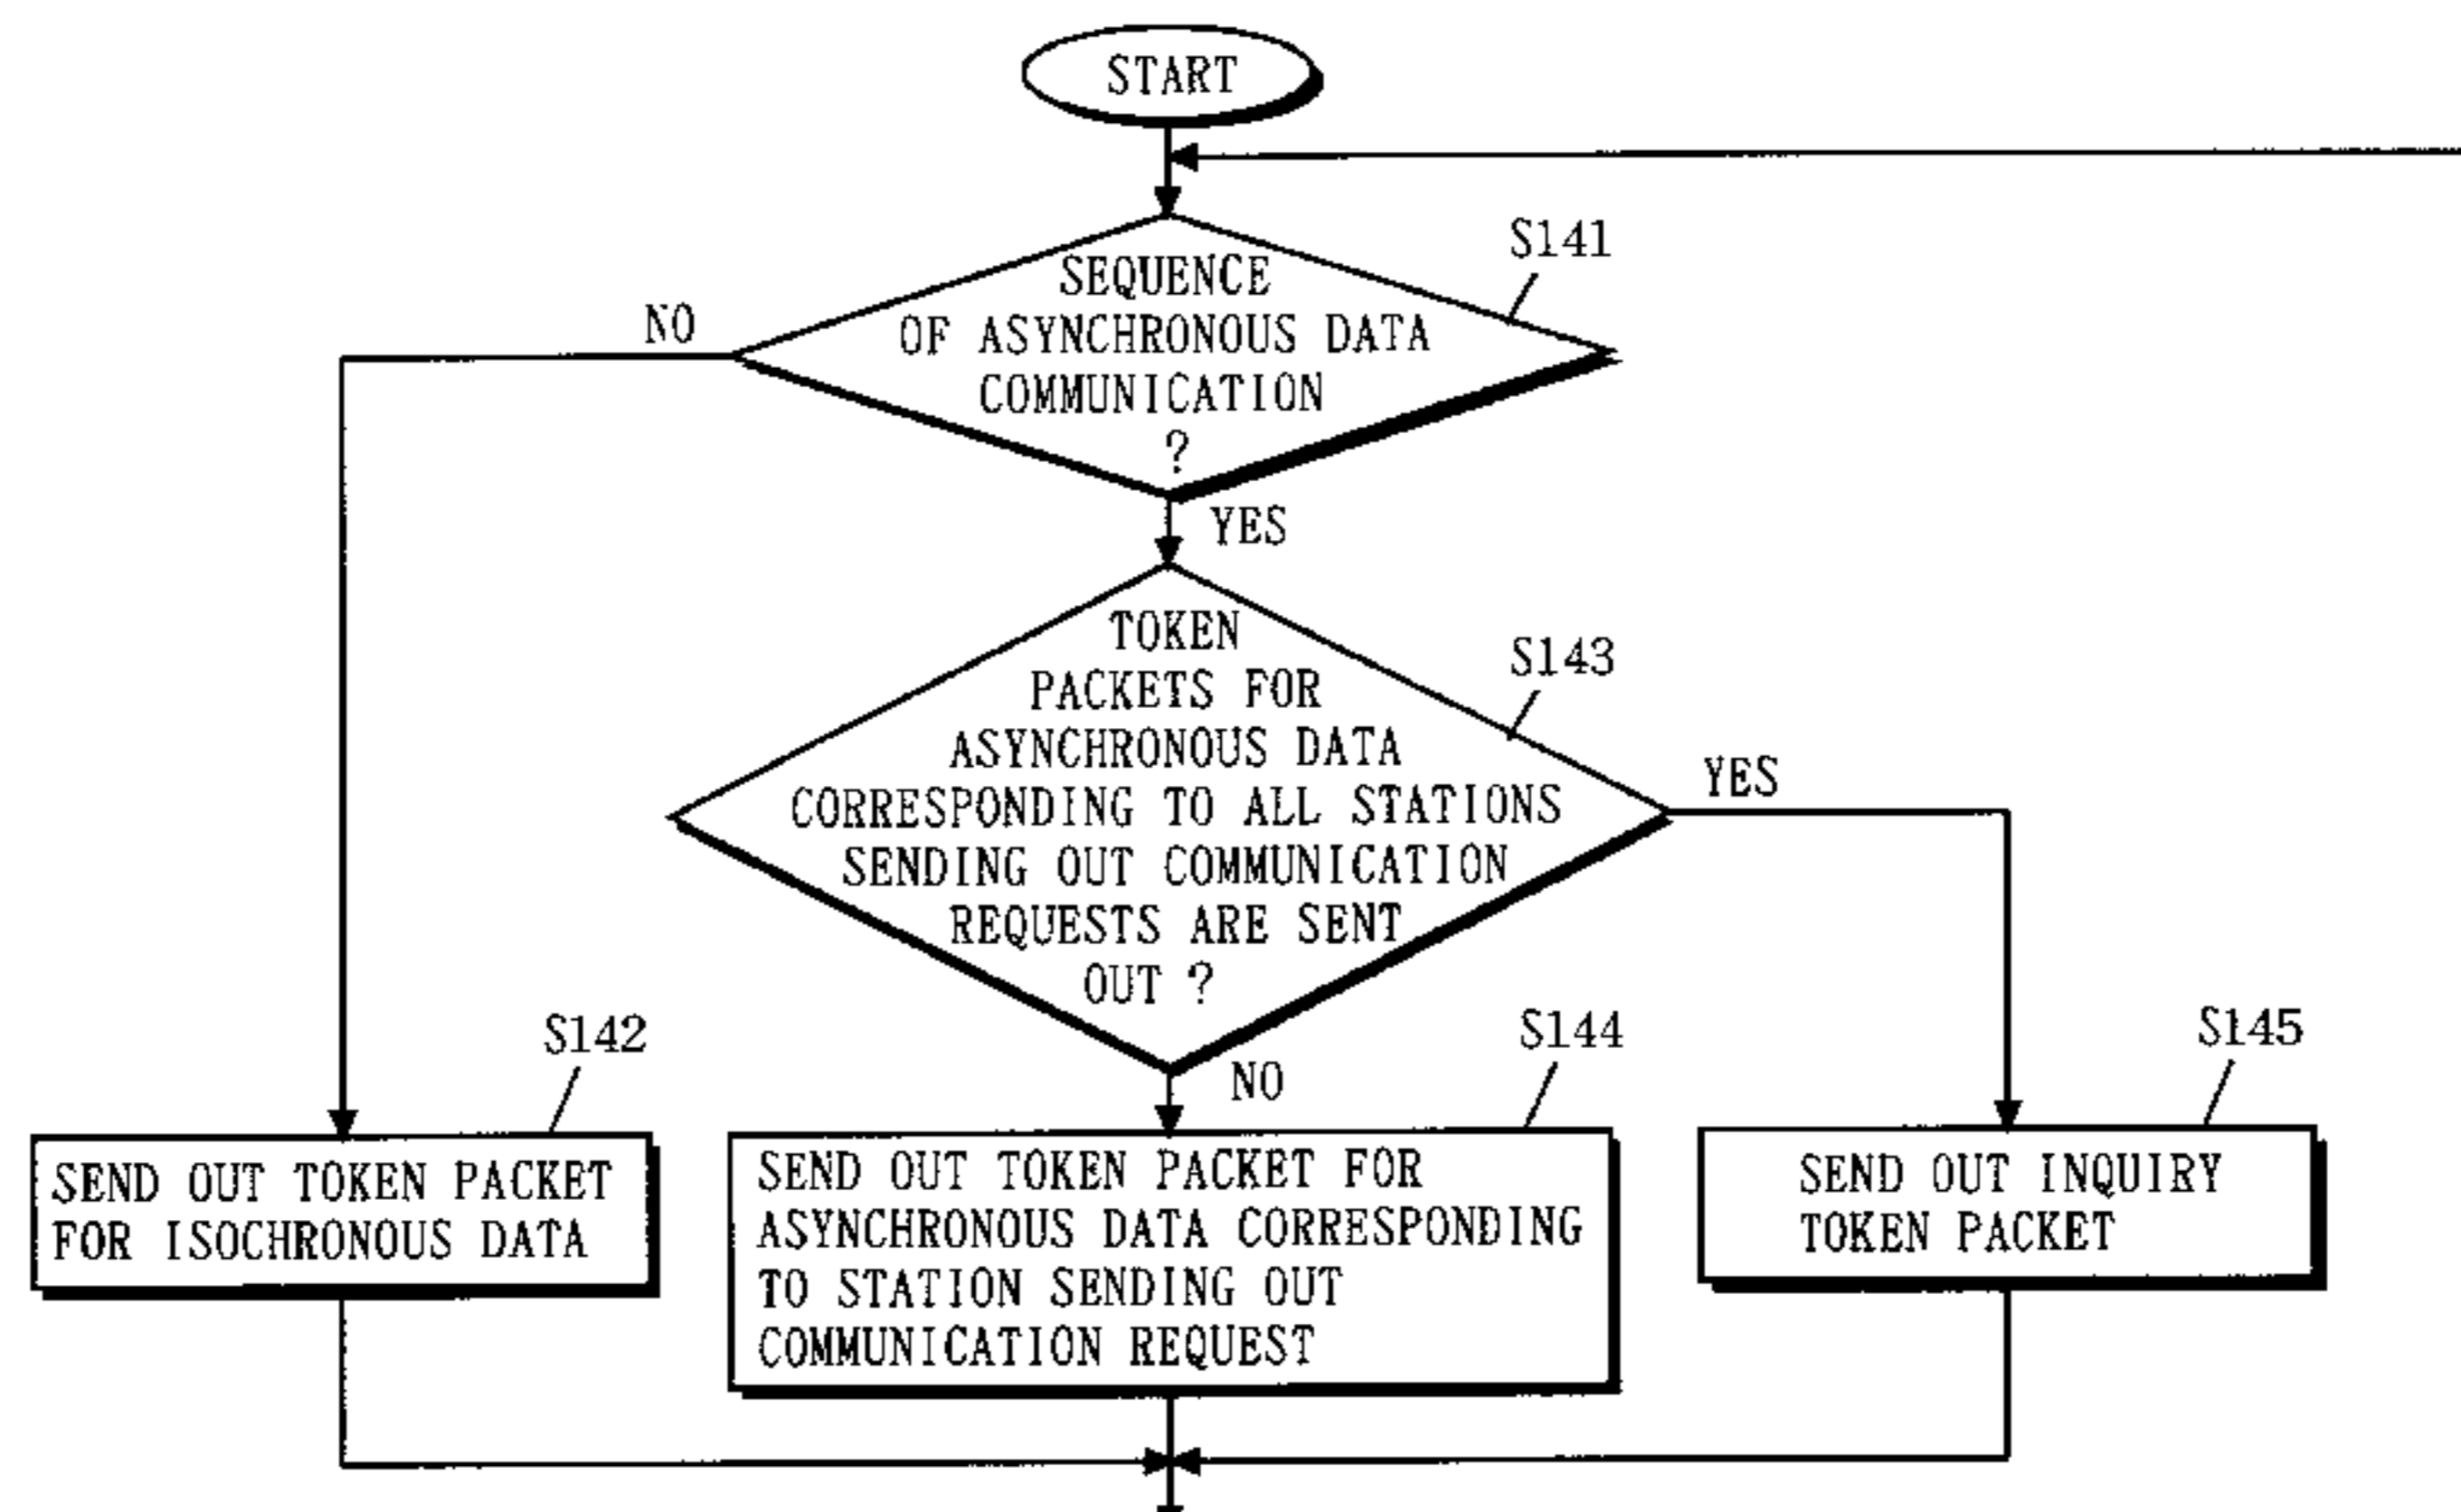 START
S141
SEQUENCE
OF ASYNCHRONOUS DATA
COMMUNICATION
?
NO
YES
S143
TOKEN
PACKETS FOR
ASYNCHRONOUS DATA
CORRESPONDING TO ALL STATIONS
SENDING OUT COMMUNICATION
REQUESTS ARE SENT
OUT ?
YES
NO
S142
SEND OUT TOKEN PACKET
FOR ISOCHRONOUS DATA
S144
SEND OUT TOKEN PACKET FOR
ASYNCHRONOUS DATA CORRESPONDING
TO STATION SENDING OUT
COMMUNICATION REQUEST
S145
SEND OUT INQUIRY
TOKEN PACKET